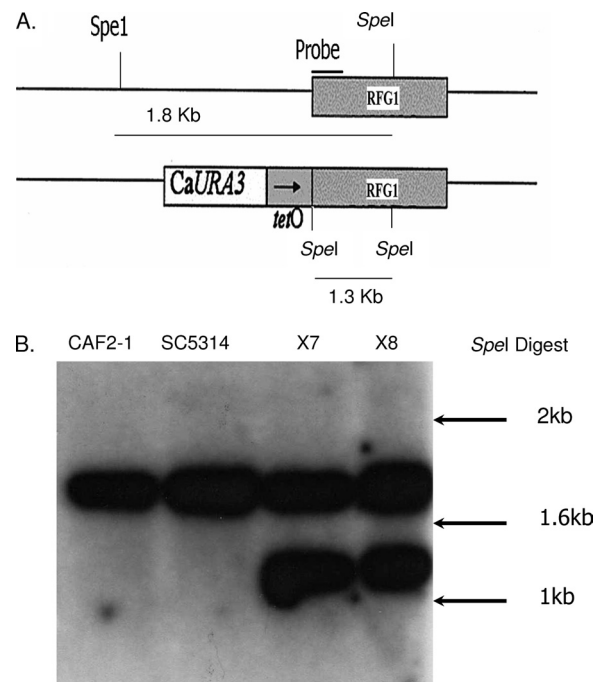 A.
Spe1
SpeI
Probe
RFG1
1.8 Kb
CaURA3
RFG1
tetO
SpeI
SpeI
1.3 Kb
B.
CAF2-1
SC5314
X7
X8
SpeI Digest
2kb
1.6kb
1kb